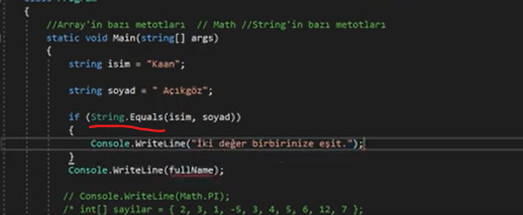 {
//Array'in bazı metotları // Math //String'in bazı metotları
static void Main(string[] args)
{
string isim = "Kaan";
string soyad = " Açıkgöz";
if (String.Equals(isim, soyad))
{
Console.WriteLine("İki değer birbirinize eşit.");
}
Console.WriteLine(fullName);
// Console.WriteLine(Math.PI);
/* int[] sayilar = { 2, 3, 1, -5, 3, 4, 5, 6, 12, 7 };